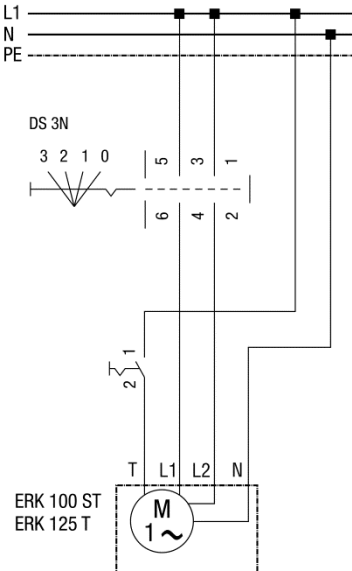 L1
N
PE
DS 3N
3 2 1 0
5 3 1
6 4 2
1
2
T L1 L2 N
ERK 100 ST
ERK 125 T
M
1 ~